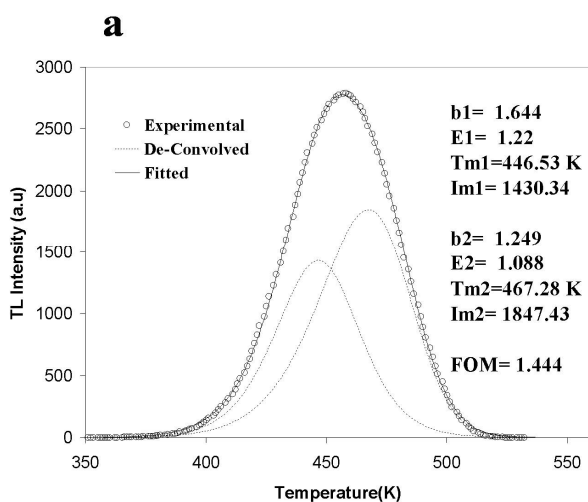 a
3000
2500
2000
1500
1000
500
0
TL Intensity (a.u)
Experimental
De-Convolved
Fitted
b1= 1.644
E1= 1.22
Tm1=446.53 K
Im1= 1430.34
b2= 1.249
E2= 1.088
Tm2=467.28 K
Im2= 1847.43
FOM= 1.444
350 400 450 500 550
Temperature(K)